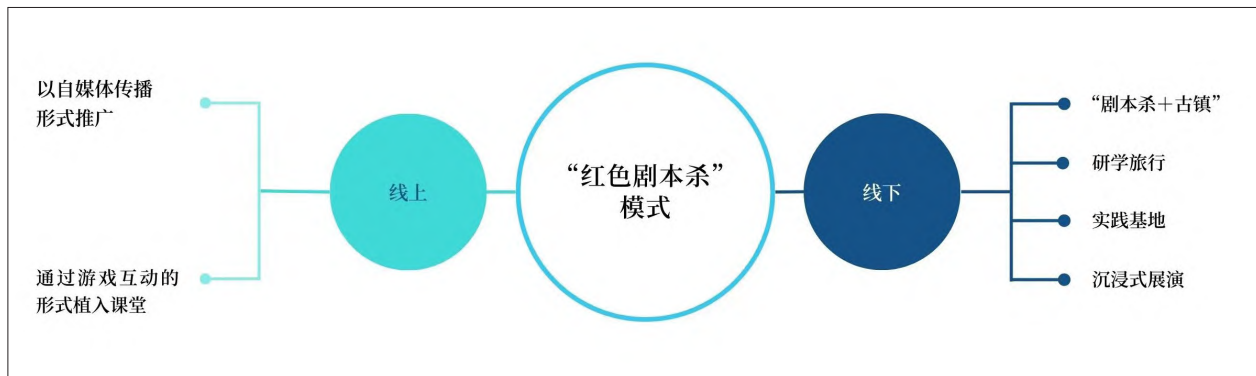 以自媒体传播
形式推广
通过游戏互动的
形式植入课堂
线上
“红色剧本杀”
模式
线下
“剧本杀＋古镇”
研学旅行
实践基地
沉浸式展演